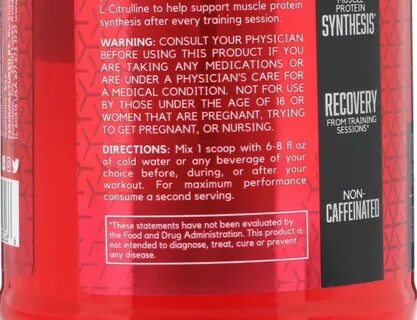 L-Citrulline to help support muscle protein
synthesis after every training session.
WARNING: CONSULT YOUR PHYSICIAN
BEFORE USING THIS PRODUCT IF YOU
ARE TAKING ANY MEDICATIONS OR
ARE UNDER A PHYSICIAN'S CARE FOR
A MEDICAL CONDITION. NOT FOR USE
BY THOSE UNDER THE AGE OF 18 OR
WOMEN THAT ARE PREGNANT, TRYING
TO GET PREGNANT, OR NURSING.
DIRECTIONS: Mix 1 scoop with 6-8 fl oz
of cold water or any beverage of your
choice before, during, or after your
workout. For maximum performance
consume a second serving.
*These statements have not been evaluated by
the Food and Drug Administration. This product is
not intended to diagnose, treat, cure or prevent
any disease.
MUSCLE
PROTEIN
SYNTHESIS*
RECOVERY
FROM TRAINING
SESSIONS*
NON-
CAFFEINATED